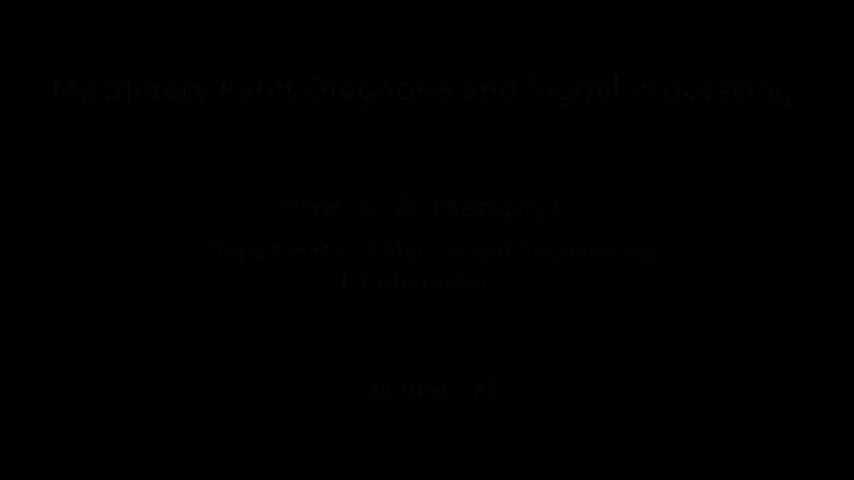 Machinery Fault Diagnosis and Signal Processing
Prof. A. R. Mohanty
Department of Mechanical Engineering
IIT Kharagpur
Lecture